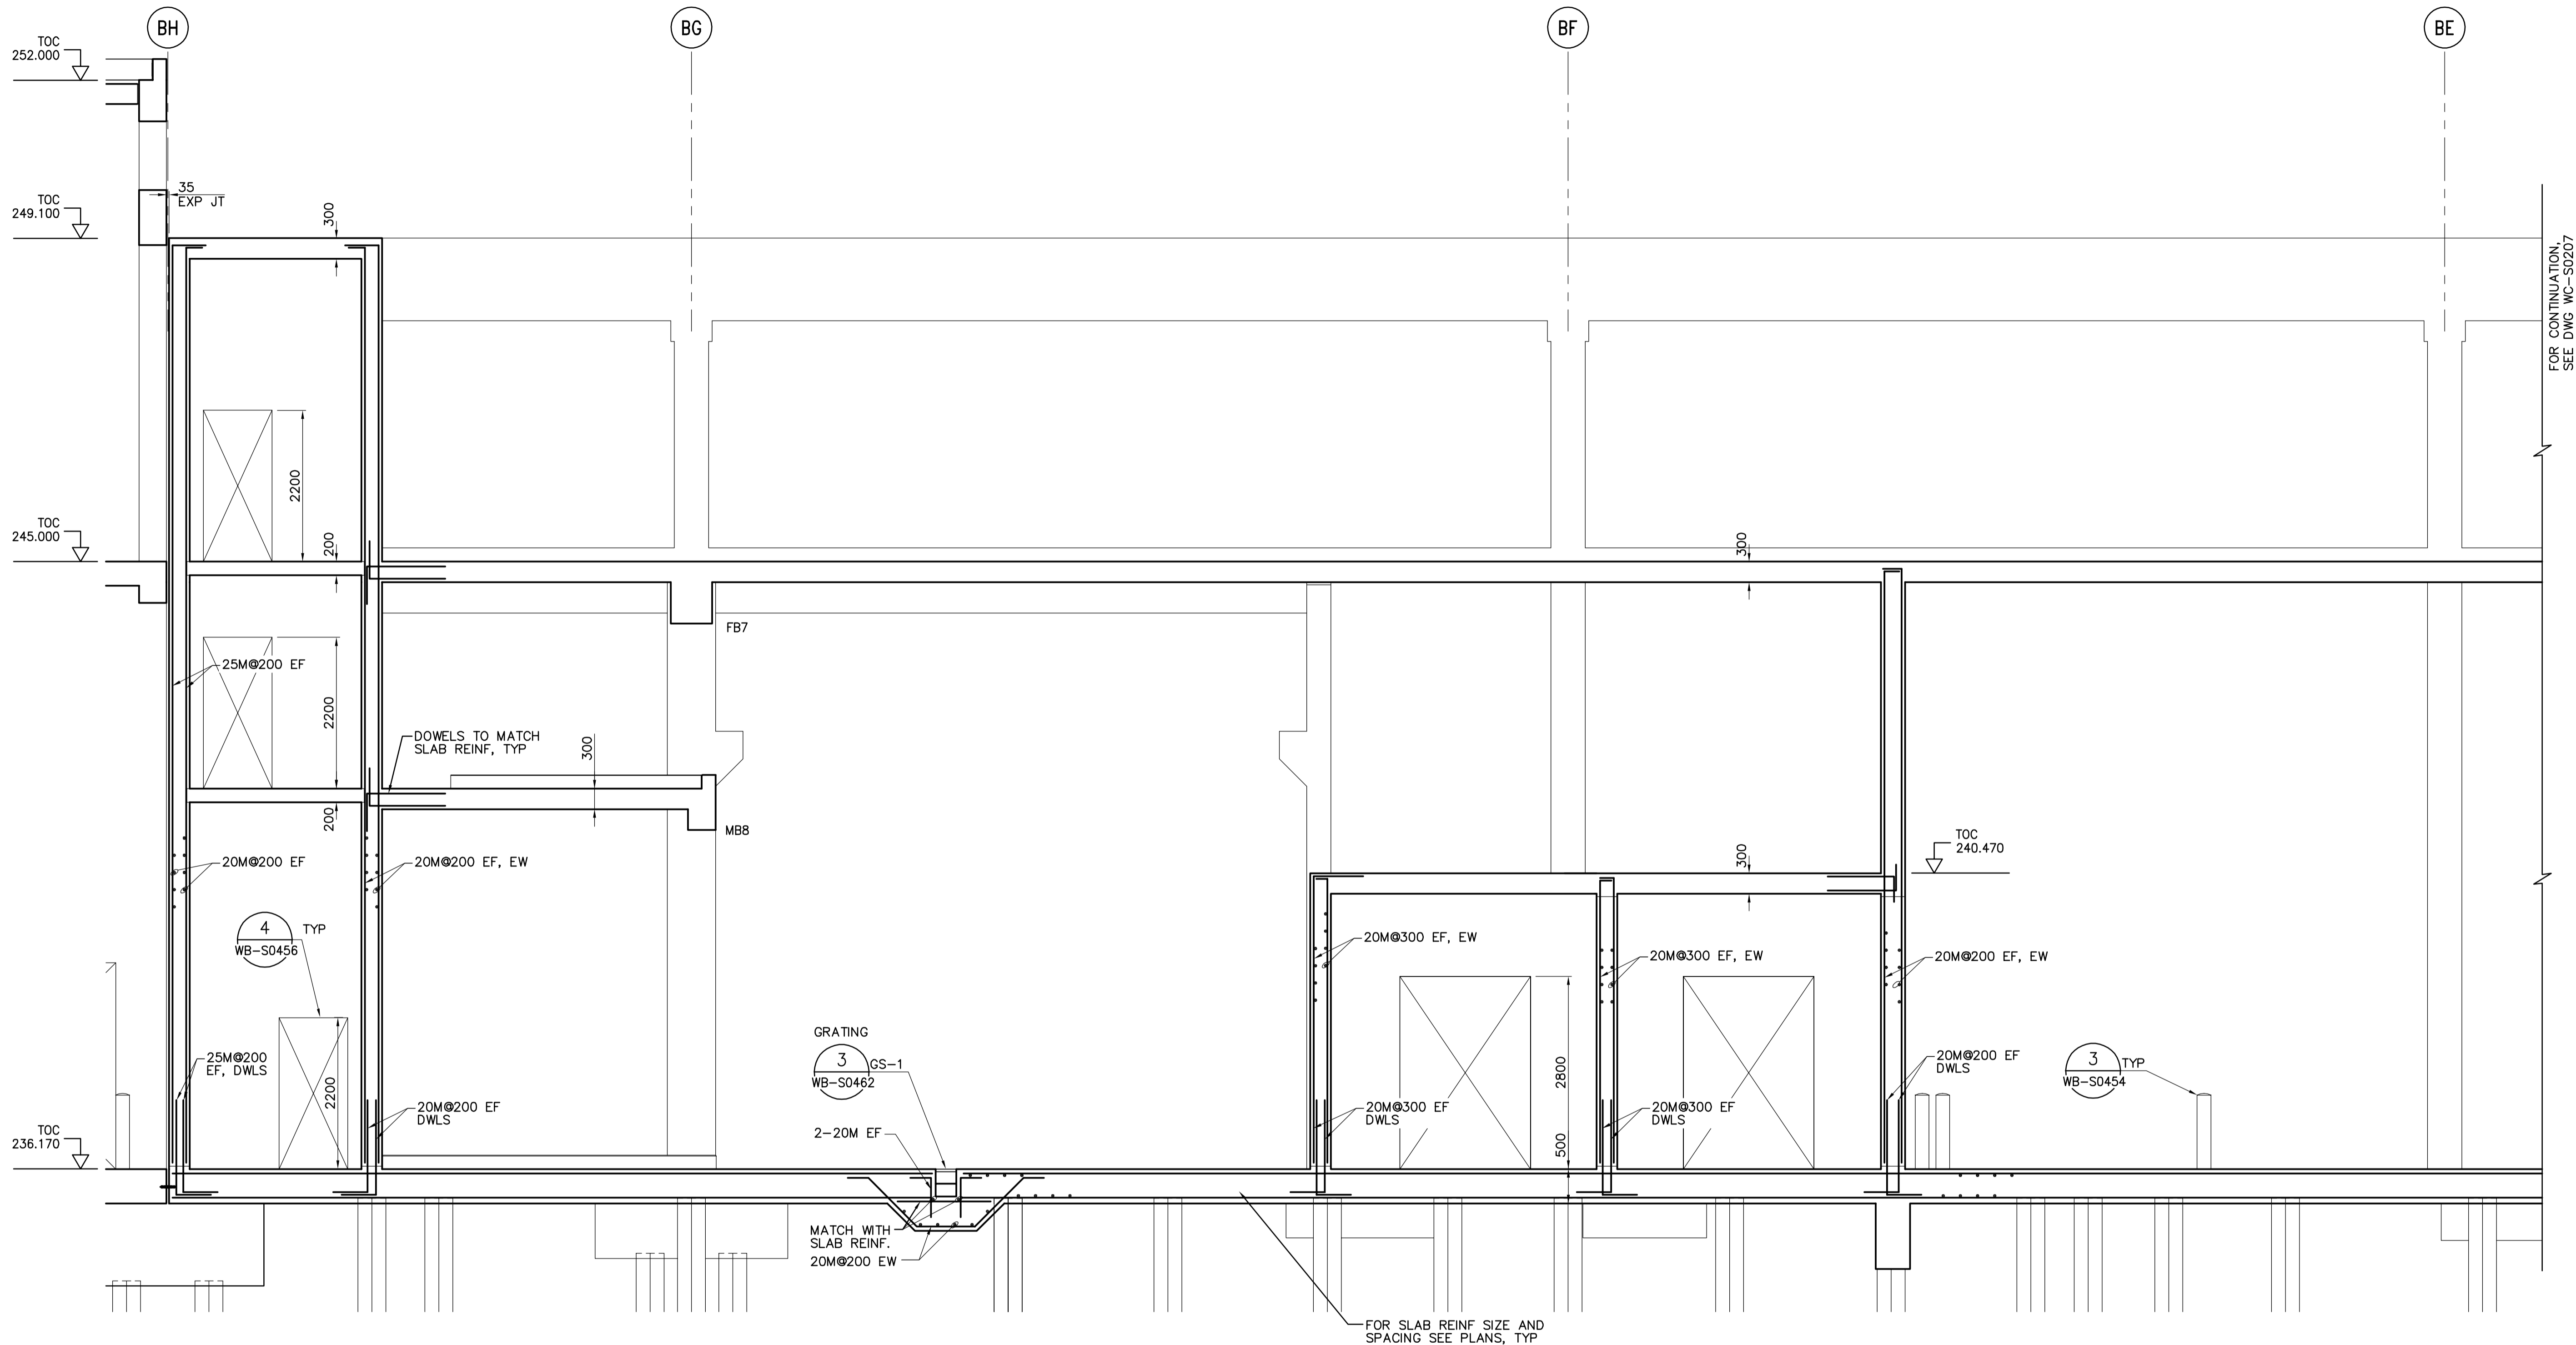 BH
BG
BF
BE
TOC
252.000
35
EXP JT
TOC
249.100
300
FOR CONTINUATION,
SEE DWG WC-S0207
2200
TOC
245.000
200
300
FB7
25M@200 EF
2200
DOWELS TO MATCH
SLAB REINF, TYP
300
200
MB8
TOC
240.470
300
20M@200 EF
20M@200 EF, EW
4
WB-S0456
TYP
20M@300 EF, EW
20M@300 EF, EW
20M@200 EF, EW
GRATING
3
WB-S0462
GS-1
25M@200
EF, DWLS
2200
20M@200 EF
DWLS
2-20M EF
2800
500
20M@300 EF
DWLS
20M@300 EF
DWLS
20M@200 EF
DWLS
3
WB-S0454
TYP
TOC
236.170
MATCH WITH
SLAB REINF.
20M@200 EW
FOR SLAB REINF SIZE AND
SPACING SEE PLANS, TYP